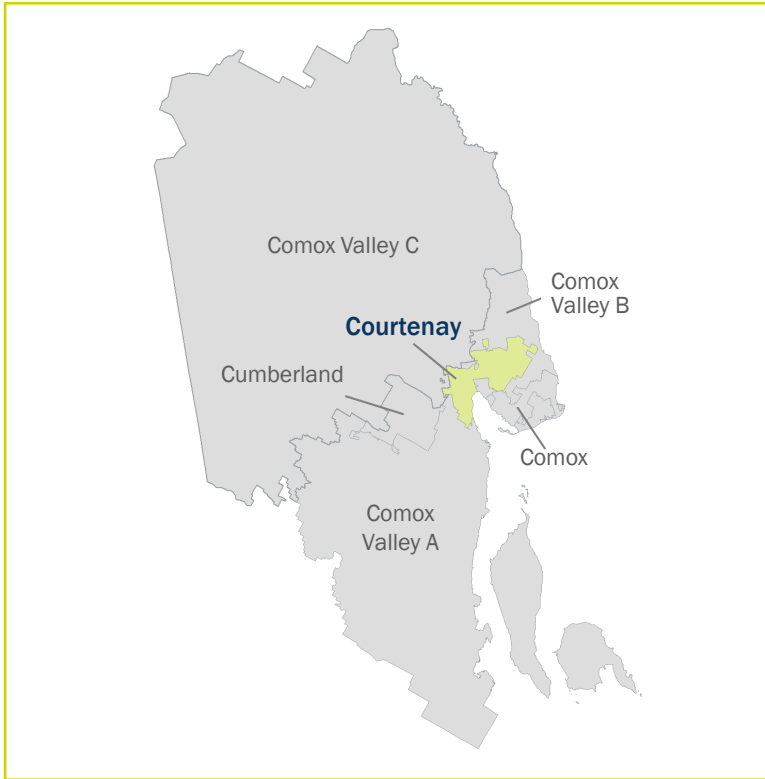 Comox Valley C
Comox
Valley B
Courtenay
Cumberland
Comox
Comox
Valley A